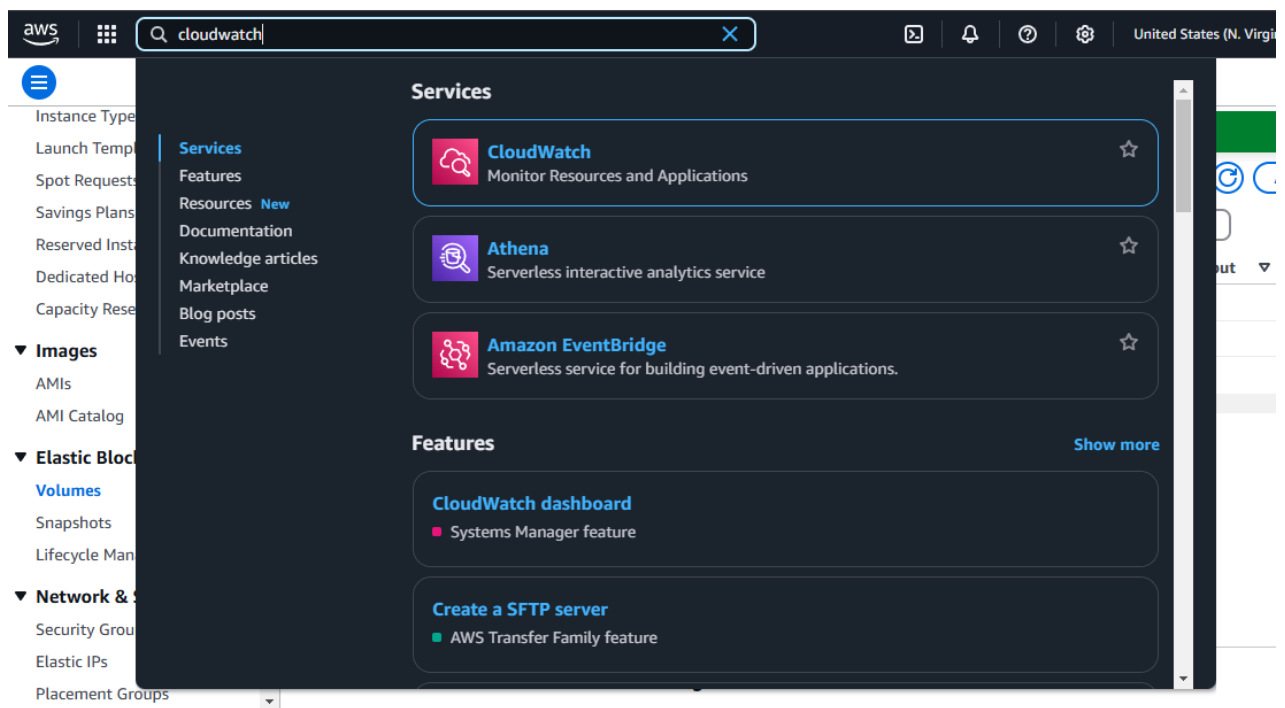 aws
cloudwatch
United States (N. Virgi
Instance Type
Launch Templ
Spot Requests
Savings Plans
Reserved Inst
Dedicated Hos
Capacity Rese
Images
AMIs
AMI Catalog
Elastic Bloc
Volumes
Snapshots
Lifecycle Man
Network & S
Security Grou
Elastic IPs
Placement Groups
Services
Features
Resources New
Documentation
Knowledge articles
Marketplace
Blog posts
Events
Services
CloudWatch
Monitor Resources and Applications
Athena
Serverless interactive analytics service
Amazon EventBridge
Serverless service for building event-driven applications.
Features
Show more
CloudWatch dashboard
Systems Manager feature
Create a SFTP server
AWS Transfer Family feature